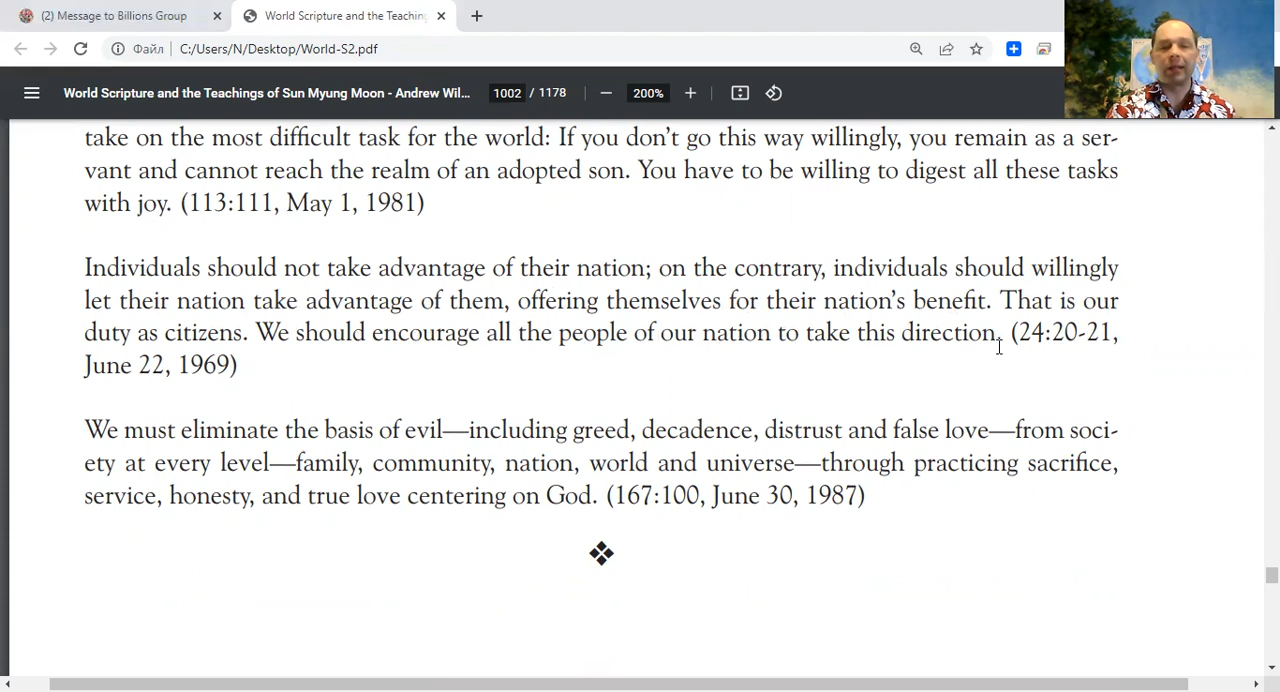 (2) Message to Billions Group
World Scripture and the Teaching
Файл
C:/Users/N/Desktop/World-S2.pdf
World Scripture and the Teachings of Sun Myung Moon - Andrew Wil...
1002 / 1178
200%
take on the most difficult task for the world: If you don't go this way willingly, you remain as a ser-
vant and cannot reach the realm of an adopted son. You have to be willing to digest all these tasks
with joy. (113:111, May 1, 1981)
Individuals should not take advantage of their nation; on the contrary, individuals should willingly
let their nation take advantage of them, offering themselves for their nation's benefit. That is our
duty as citizens. We should encourage all the people of our nation to take this direction. (24:20-21,
June 22, 1969)
We must eliminate the basis of evil—including greed, decadence, distrust and false love—from soci-
ety at every level—family, community, nation, world and universe—through practicing sacrifice,
service, honesty, and true love centering on God. (167:100, June 30, 1987)